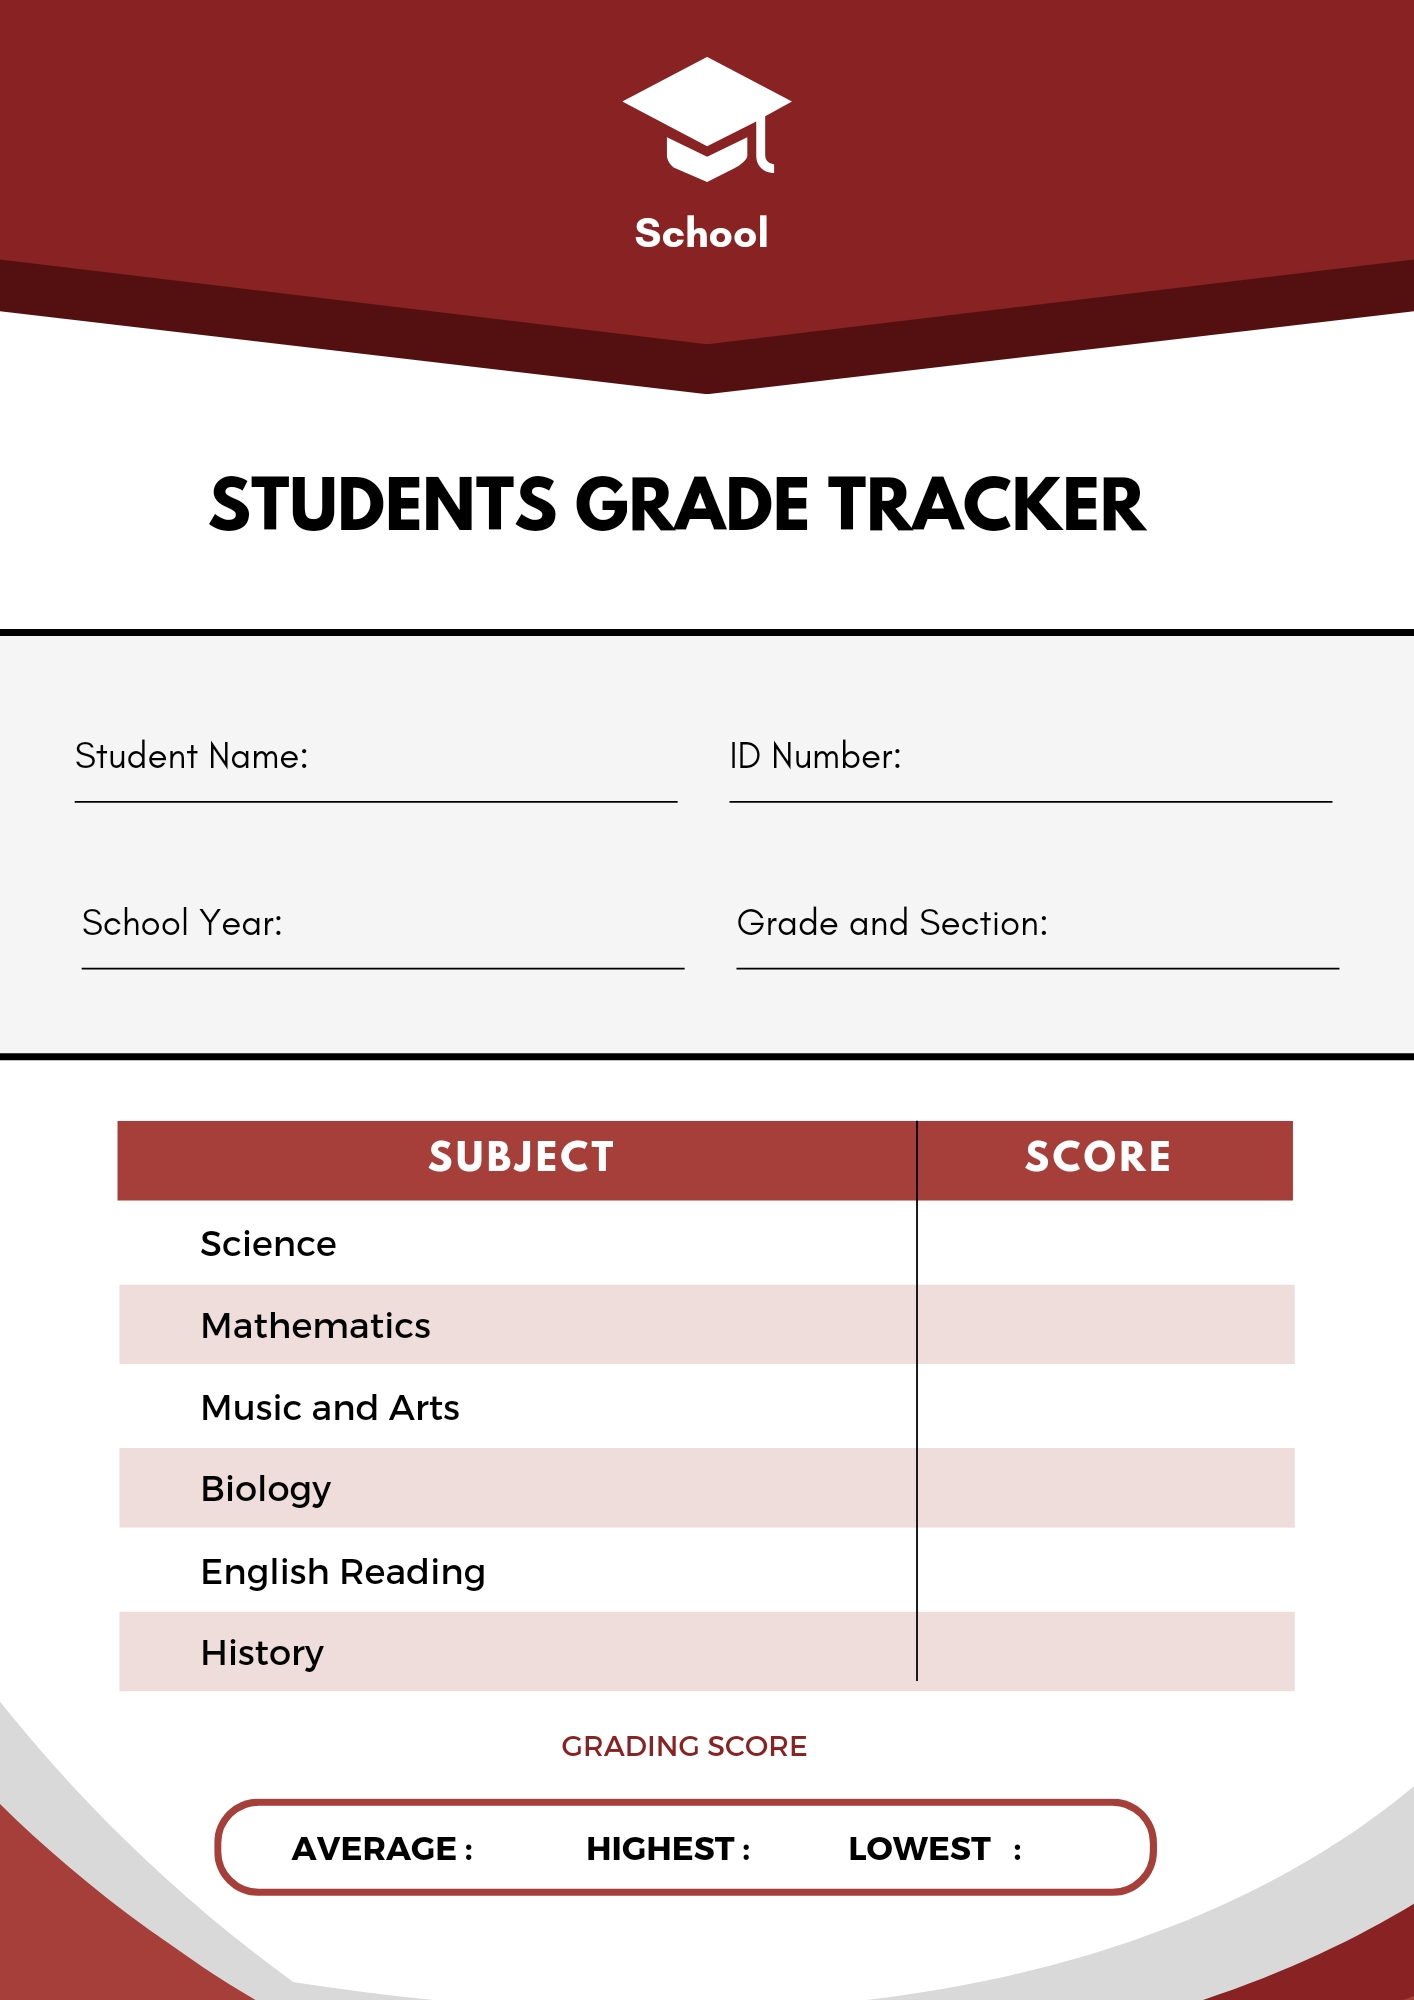 School
STUDENTS GRADE TRACKER
Student Name:
ID Number:
School Year:
Grade and Section:
SUBJECT SCORE
Science
Mathematics
Music and Arts
Biology
English Reading
History
GRADING SCORE
AVERAGE : HIGHEST : LOWEST :